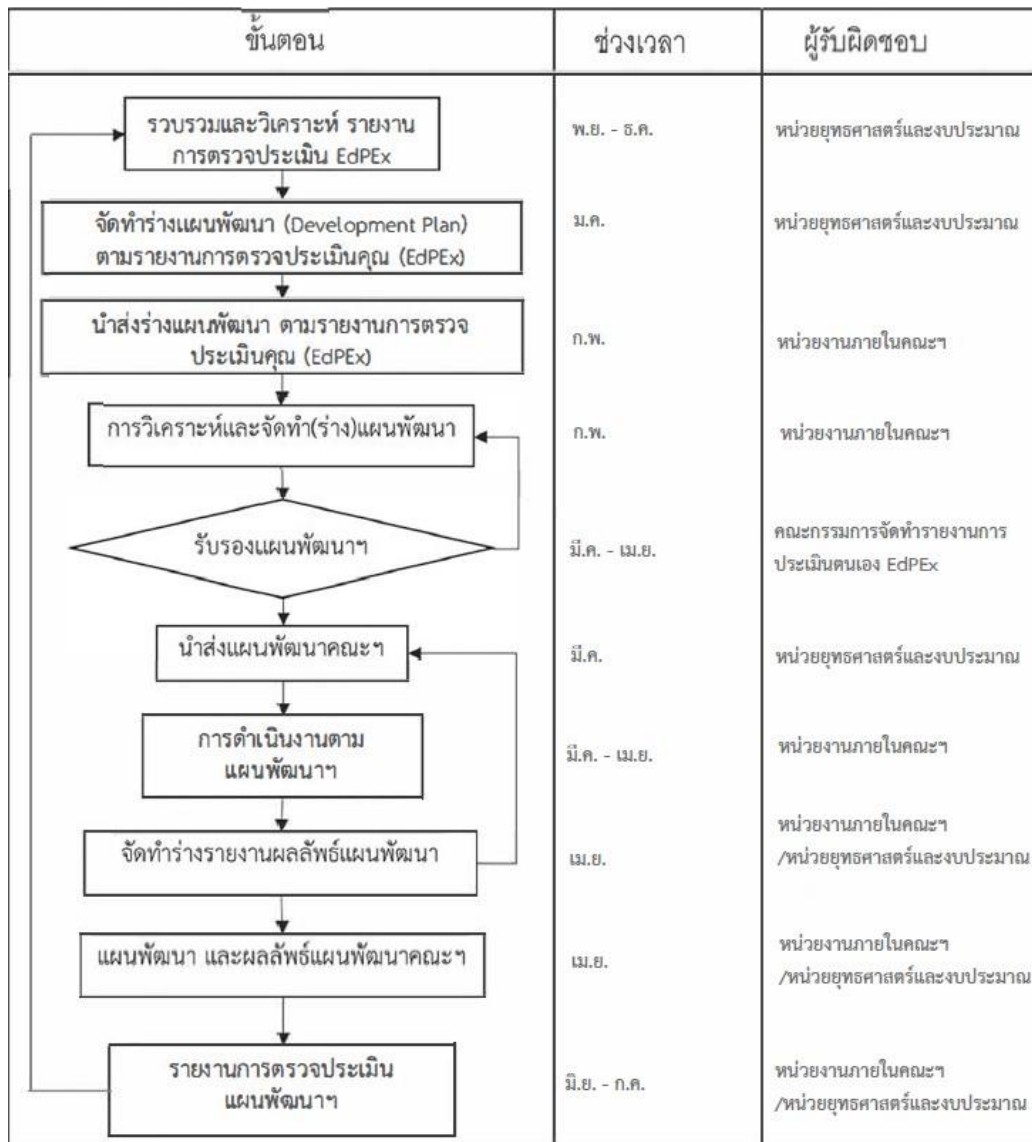 ขั้นตอน ช่วงเวลา ผู้รับผิดชอบ
รวบรวมและวิเคราะห์ รายงาน
การตรวจประเมิน EdPEx
พ.ย. - ธ.ค.
หน่วยยุทธศาสตร์และงบประมาณ
จัดทำร่างแผนพัฒนา (Development Plan)
ตามรายงานการตรวจประเมินคุณ (EdPEx)
ม.ค.
หน่วยยุทธศาสตร์และงบประมาณ
นำส่งร่างแผนพัฒนา ตามรายงานการตรวจ
ประเมินคุณ (EdPEx)
ก.พ.
หน่วยงานภายในคณะฯ
การวิเคราะห์และจัดทำ(ร่าง)แผนพัฒนา
ก.พ.
หน่วยงานภายในคณะฯ
รับรองแผนพัฒนาฯ
มี.ค. - เม.ย.
คณะกรรมการจัดทำรายงานการ
ประเมินตนเอง EdPEx
นำส่งแผนพัฒนาคณะฯ
มี.ค.
หน่วยยุทธศาสตร์และงบประมาณ
การดำเนินงานตาม
แผนพัฒนาฯ
มี.ค. - เม.ย.
หน่วยงานภายในคณะฯ
จัดทำร่างรายงานผลลัพธ์แผนพัฒนา
เม.ย.
หน่วยงานภายในคณะฯ
/หน่วยยุทธศาสตร์และงบประมาณ
แผนพัฒนา และผลลัพธ์แผนพัฒนาคณะฯ
เม.ย.
หน่วยงานภายในคณะฯ
/หน่วยยุทธศาสตร์และงบประมาณ
รายงานการตรวจประเมิน
แผนพัฒนาฯ
มิ.ย. - ก.ค.
หน่วยงานภายในคณะฯ
/หน่วยยุทธศาสตร์และงบประมาณ